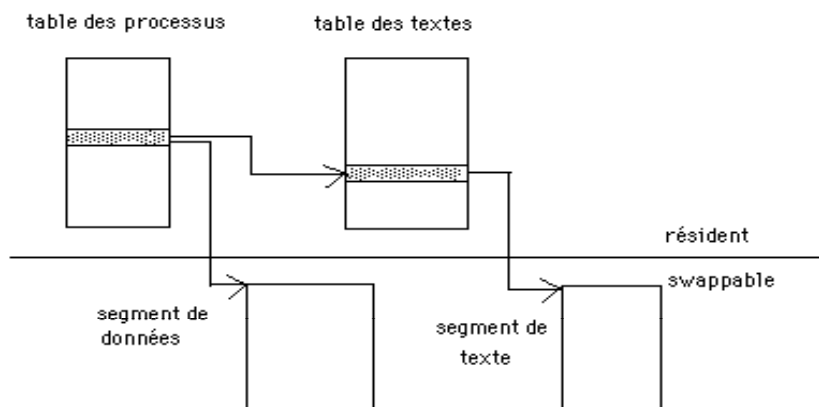 table des processus
table des textes
résident
swappable
segment de
données
segment de
texte